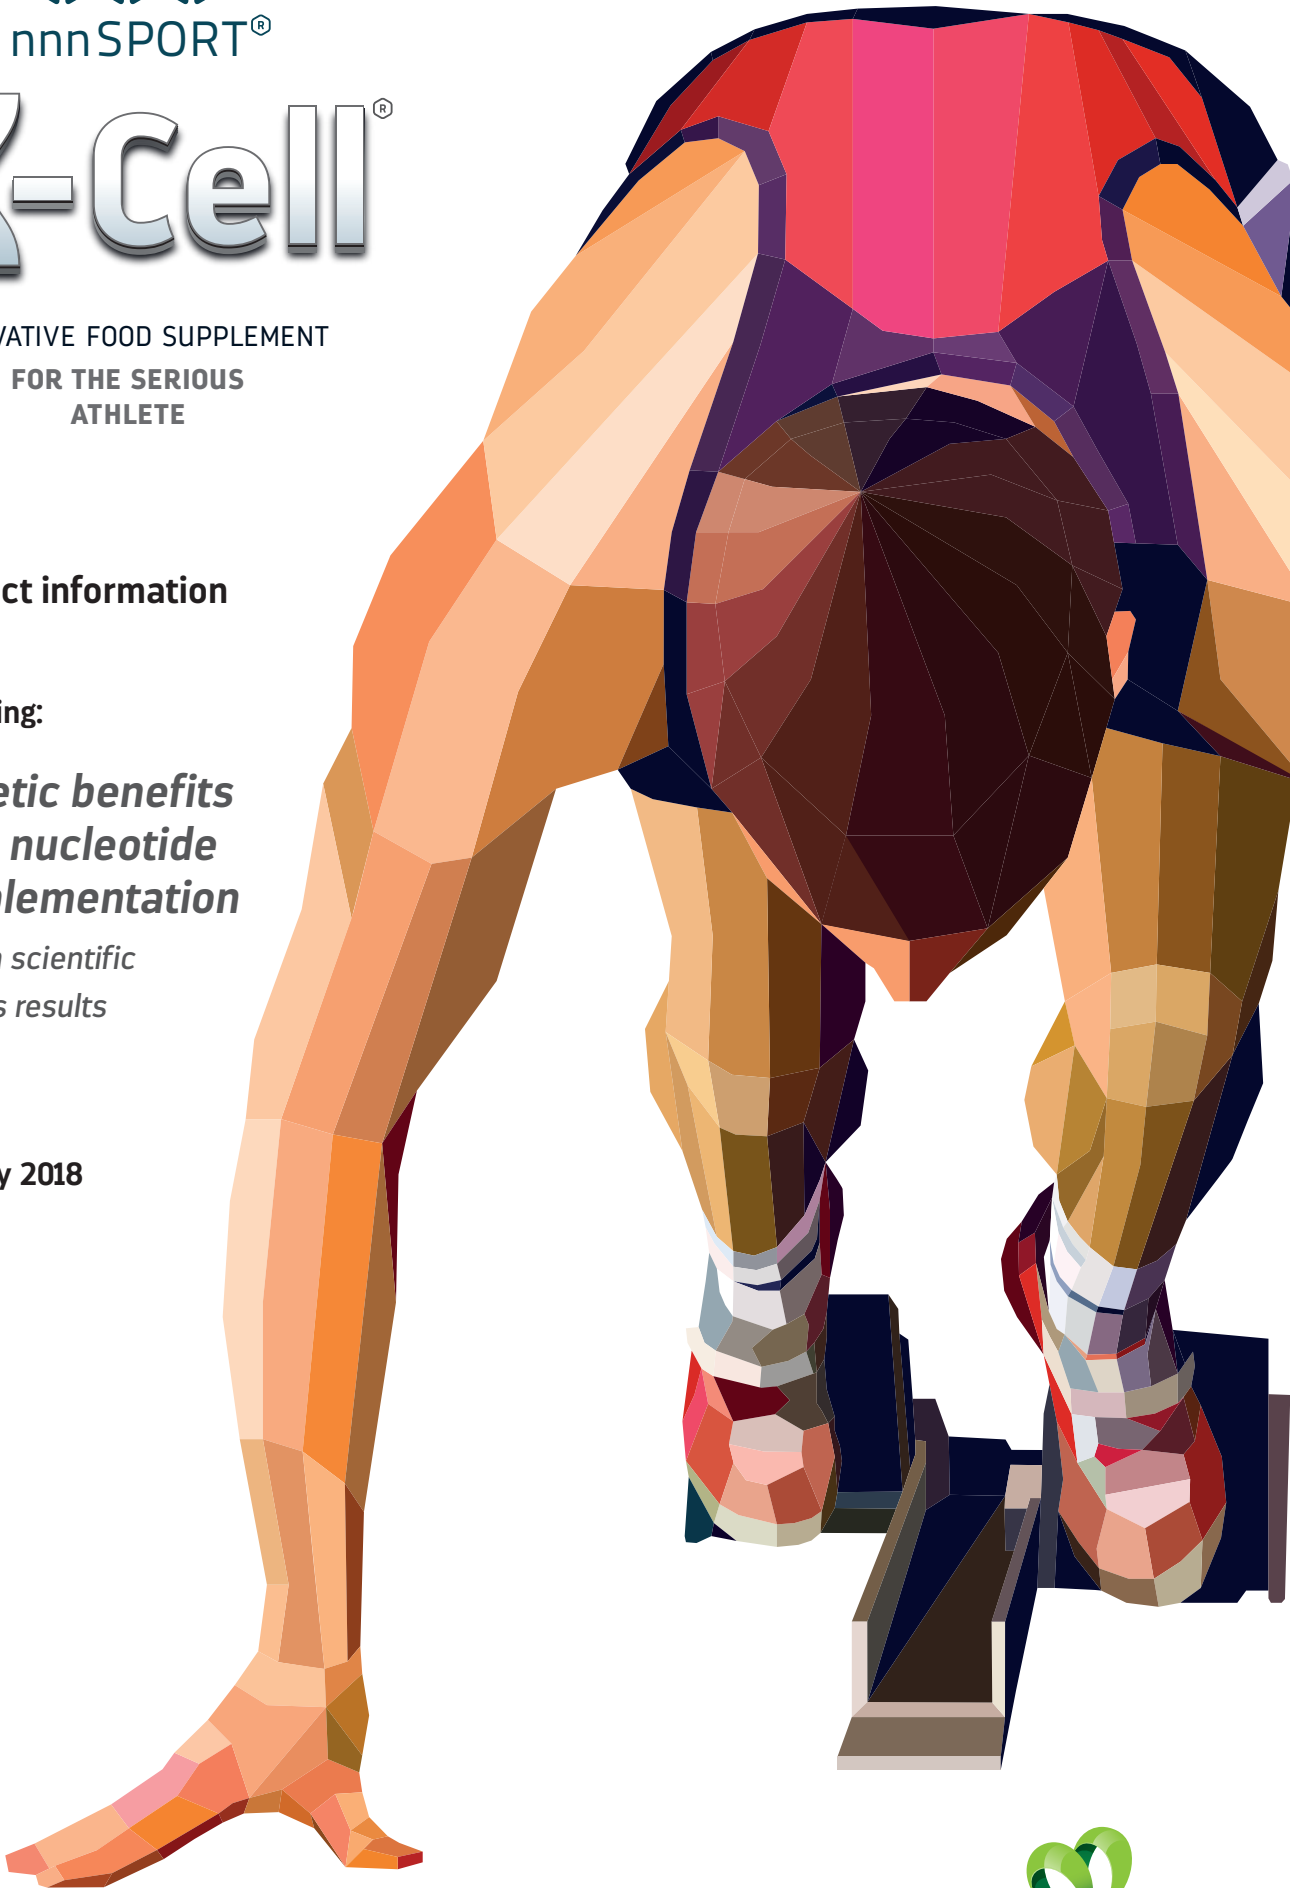 nnnSPORT®
-Cell®
VATIVE FOOD SUPPLEMENT
FOR THE SERIOUS
ATHLETE
ct information
ing:
etic benefits
nucleotide
lementation
scientific
s results
y 2018